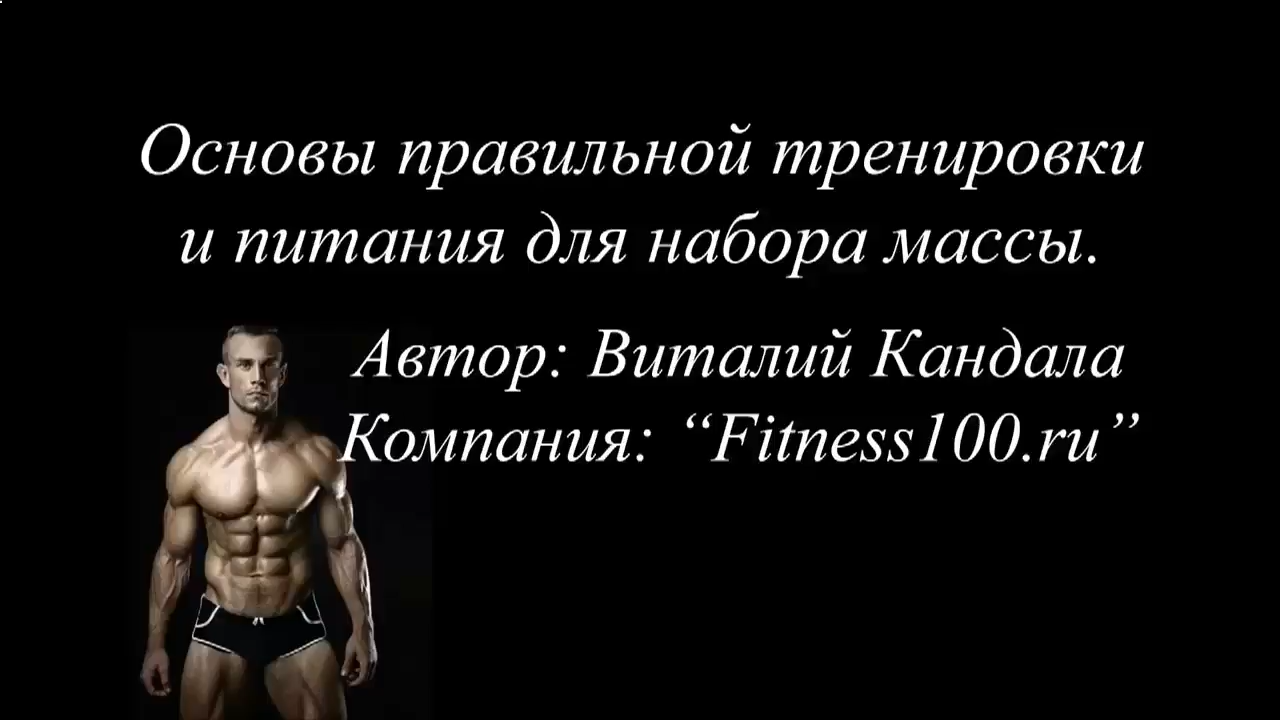 Основы правильной тренировки
и питания для набора массы.
Автор: Виталий Кандала
Компания: “Fitness100.ru”